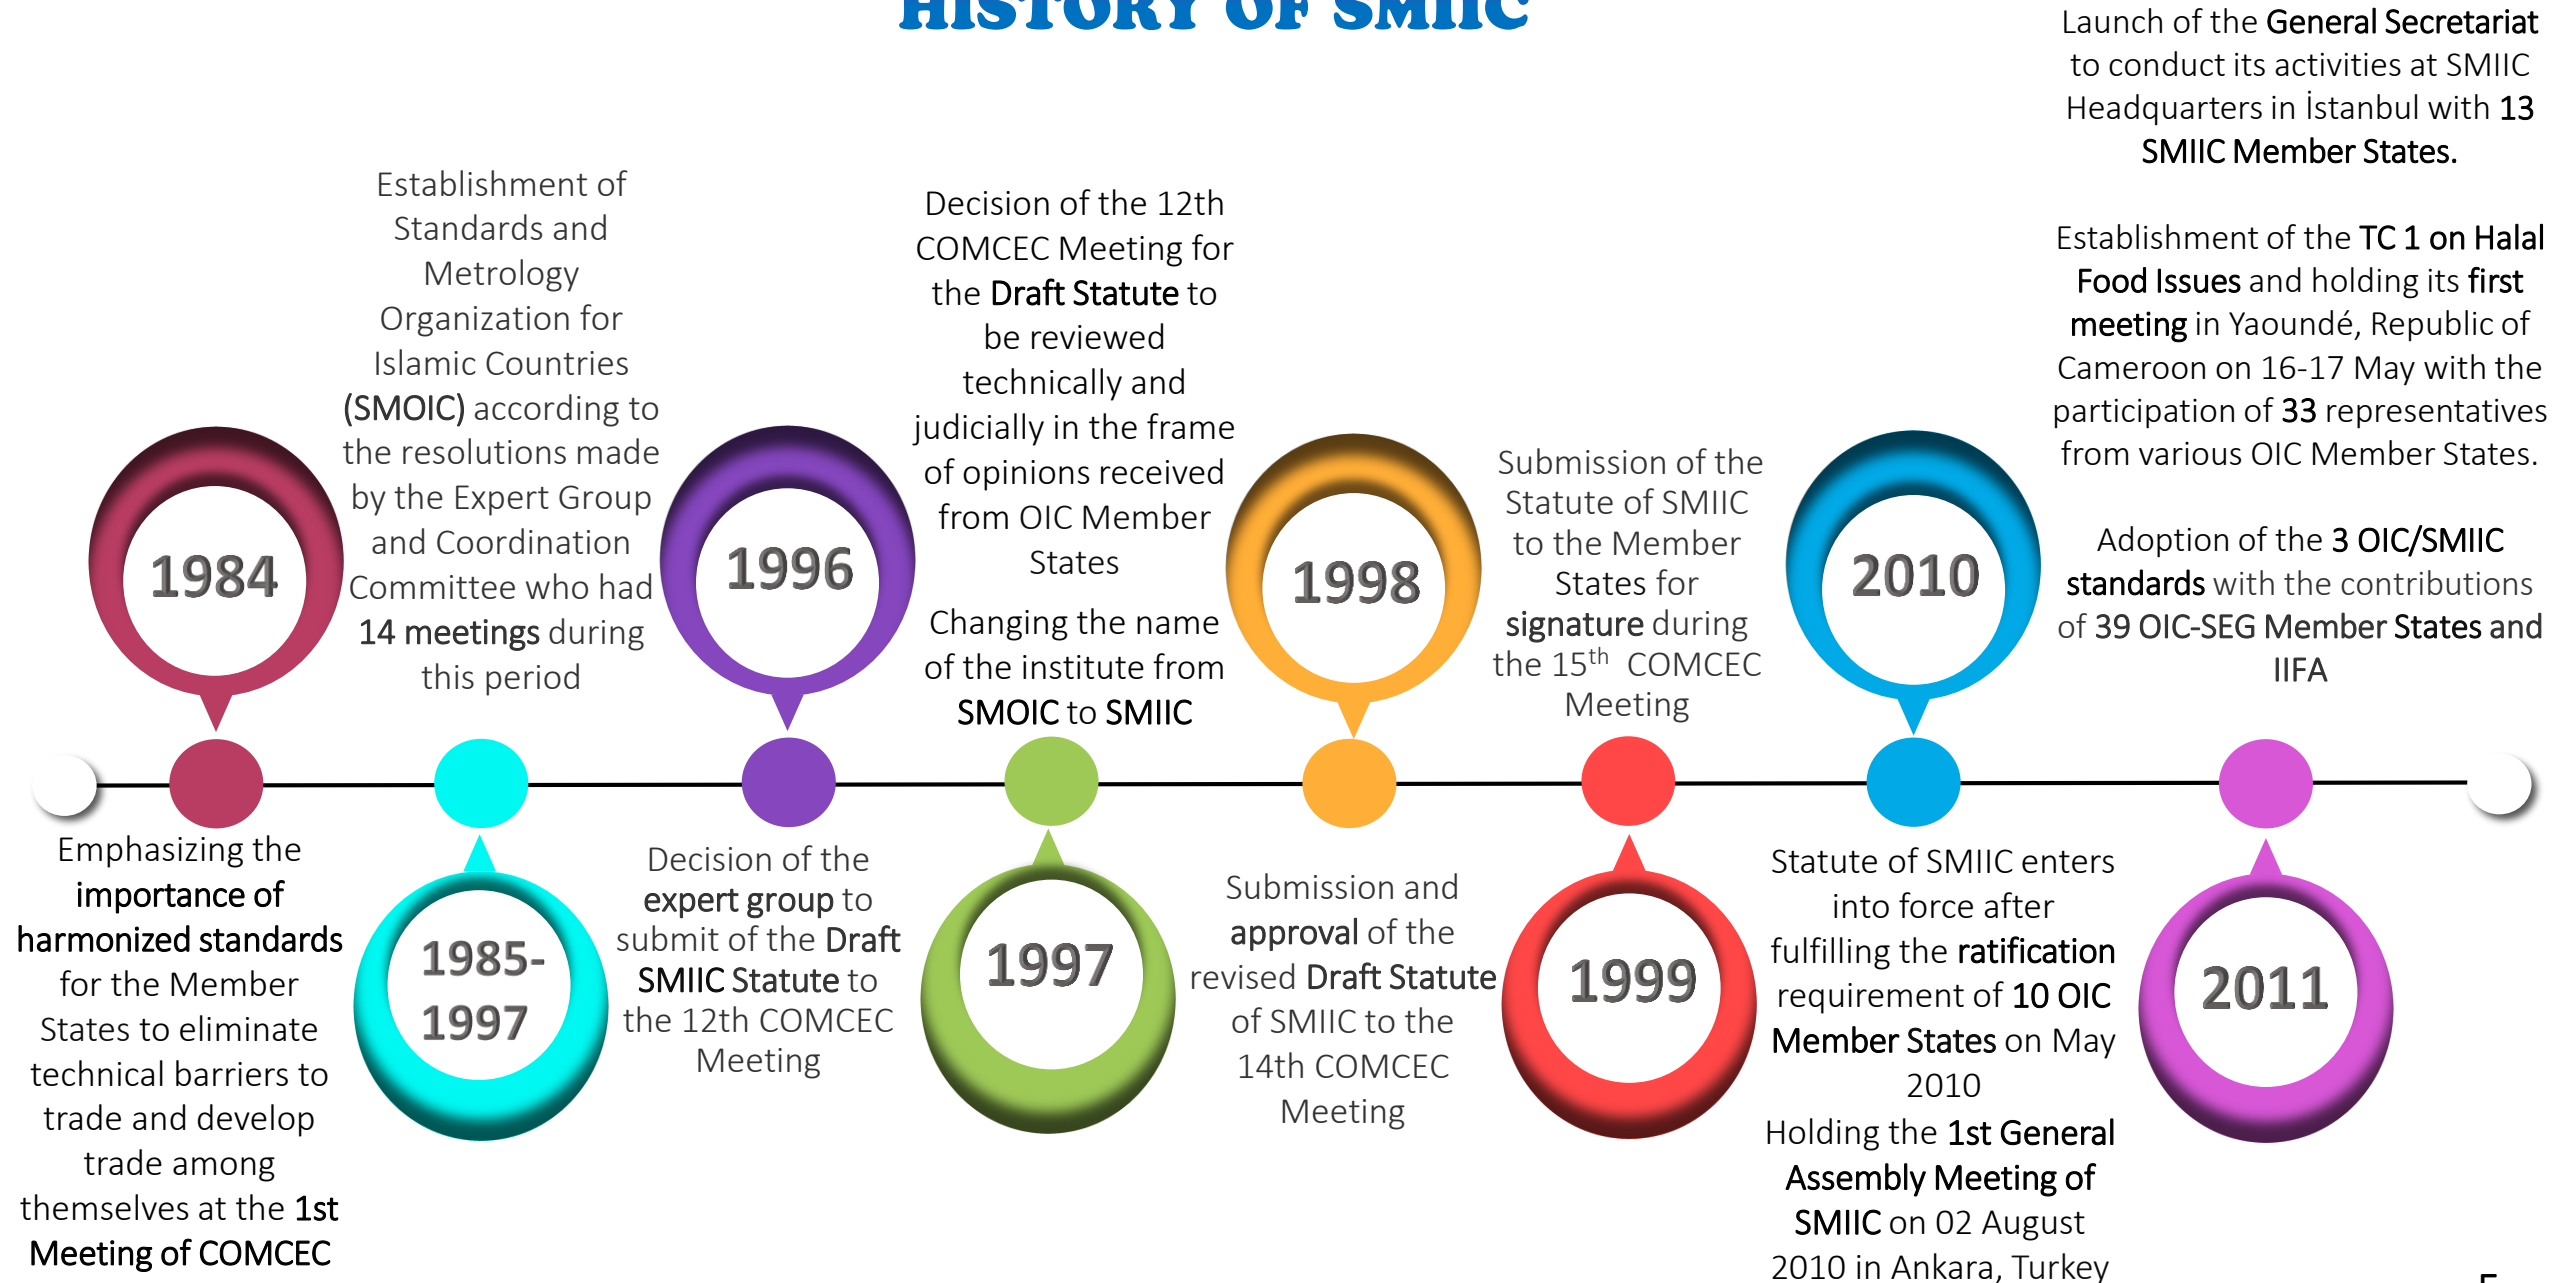 HISTORY OF SMIIC
1984
Emphasizing the
importance of
harmonized standards
for the Member
States to eliminate
technical barriers to
trade and develop
trade among
themselves at the 1st
Meeting of COMCEC
Establishment of
Standards and
Metrology
Organization for
Islamic Countries
(SMOIC) according to
the resolutions made
by the Expert Group
and Coordination
Committee who had
14 meetings during
this period
1985-
1997
1996
Decision of the
expert group to
submit of the Draft
SMIIC Statute to
the 12th COMCEC
Meeting
Decision of the 12th
COMCEC Meeting for
the Draft Statute to
be reviewed
technically and
judicially in the frame
of opinions received
from OIC Member
States
Changing the name
of the institute from
SMOIC to SMIIC
1997
1998
Submission and
approval of the
revised Draft Statute
of SMIIC to the
14th COMCEC
Meeting
Submission of the
Statute of SMIIC
to the Member
States for
signature during
the 15th COMCEC
Meeting
1999
2010
Statute of SMIIC enters
into force after
fulfilling the ratification
requirement of 10 OIC
Member States on May
2010
Holding the 1st General
Assembly Meeting of
SMIIC on 02 August
2010 in Ankara, Turkey
Launch of the General Secretariat
to conduct its activities at SMIIC
Headquarters in İstanbul with 13
SMIIC Member States.
Establishment of the TC 1 on Halal
Food Issues and holding its first
meeting in Yaoundé, Republic of
Cameroon on 16-17 May with the
participation of 33 representatives
from various OIC Member States.
Adoption of the 3 OIC/SMIIC
standards with the contributions
of 39 OIC-SEG Member States and
IIFA
2011